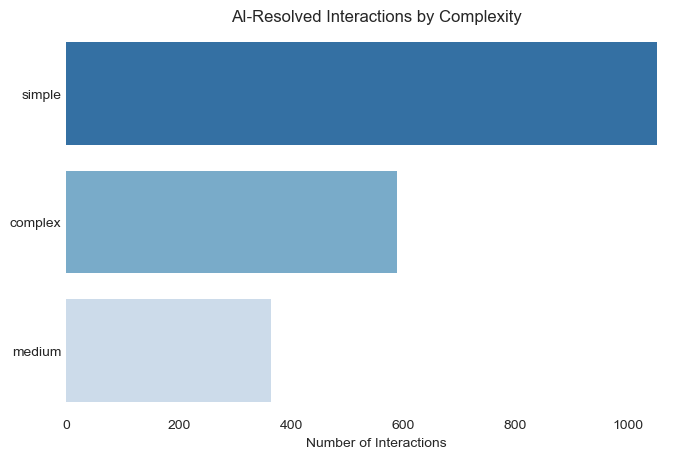 AI-Resolved Interactions by Complexity
simple
complex
medium
0 200 400 600 800 1000
Number of Interactions